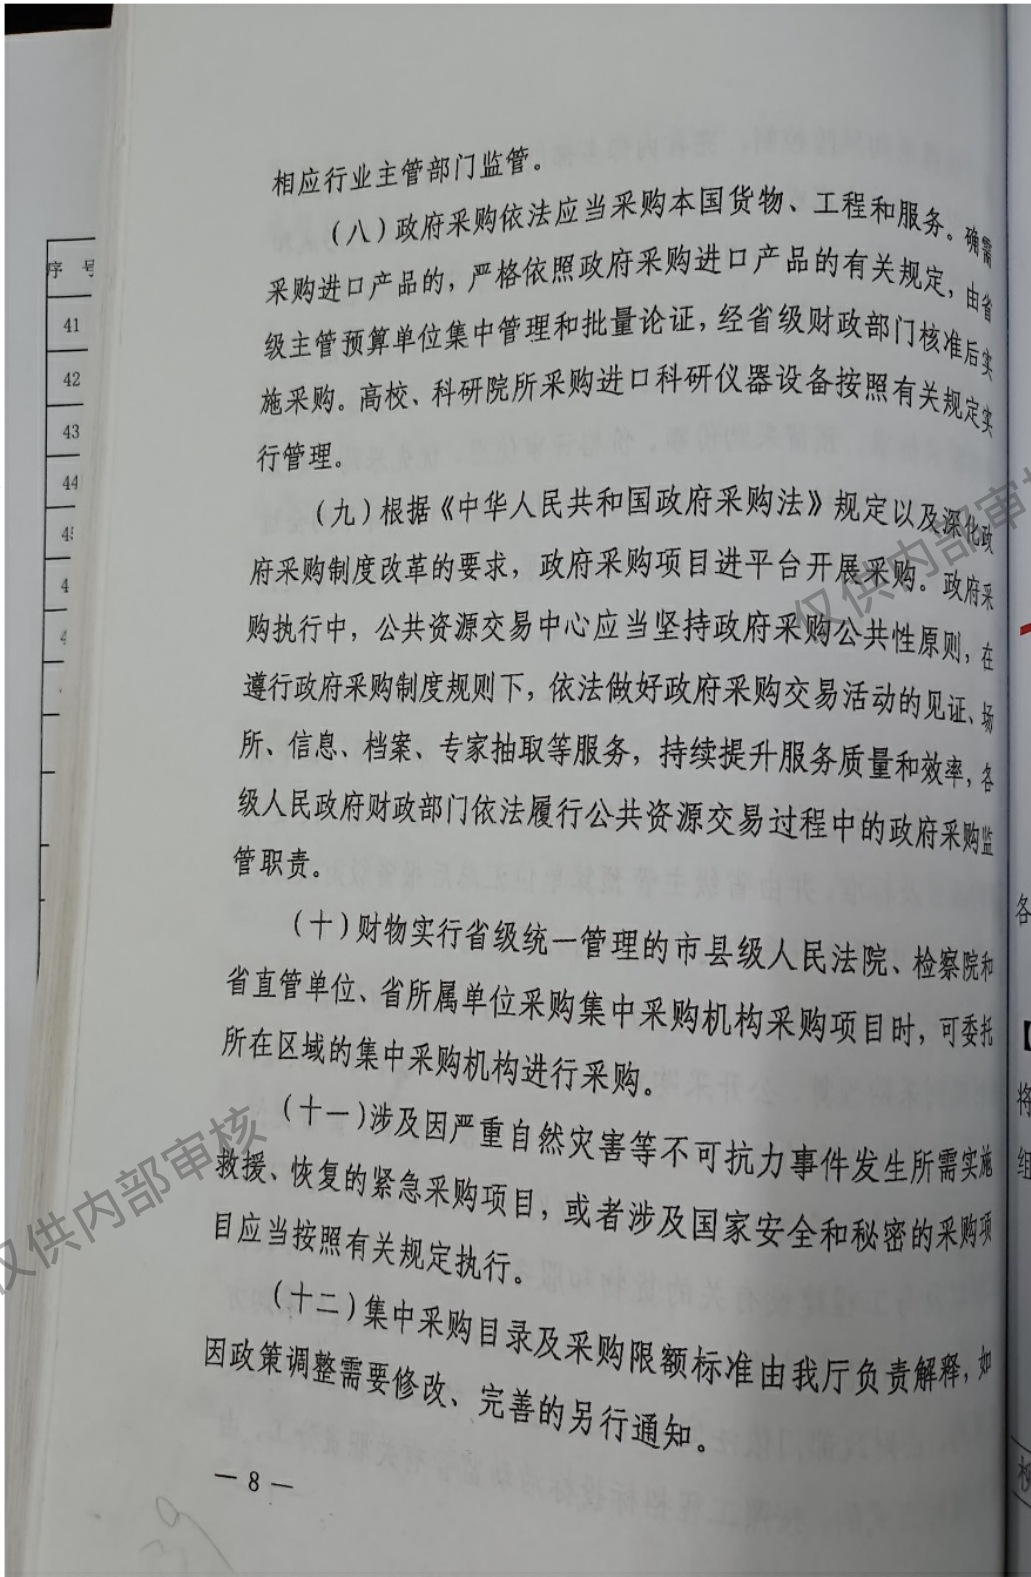 相应行业主管部门监管。
（八）政府采购依法应当采购本国货物、工程和服务。确需
采购进口产品的，严格依照政府采购进口产品的有关规定，由省
级主管预算单位集中管理和批量论证，经省级财政部门核准后实
施采购。高校、科研院所采购进口科研仪器设备按照有关规定实
行管理。
（九）根据《中华人民共和国政府采购法》规定以及深化政
府采购制度改革的要求，政府采购项目进平台开展采购。政府采
购执行中，公共资源交易中心应当坚持政府采购公共性原则，在
遵行政府采购制度规则下，依法做好政府采购交易活动的见证、场
所、信息、档案、专家抽取等服务，持续提升服务质量和效率，各
级人民政府财政部门依法履行公共资源交易过程中的政府采购监
管职责。
（十）财物实行省级统一管理的市县级人民法院、检察院和
省直管单位、省所属单位采购集中采购机构采购项目时，可委托
所在区域的集中采购机构进行采购。
（十一）涉及因严重自然灾害等不可抗力事件发生所需实施
救援、恢复的紧急采购项目，或者涉及国家安全和秘密的采购项
目应当按照有关规定执行。
（十二）集中采购目录及采购限额标准由我厅负责解释，如
因政策调整需要修改、完善的另行通知。
— 8 —
39
序号
41
42
43
44
仅供内部审核
仅供内部审核
各
【
将
组